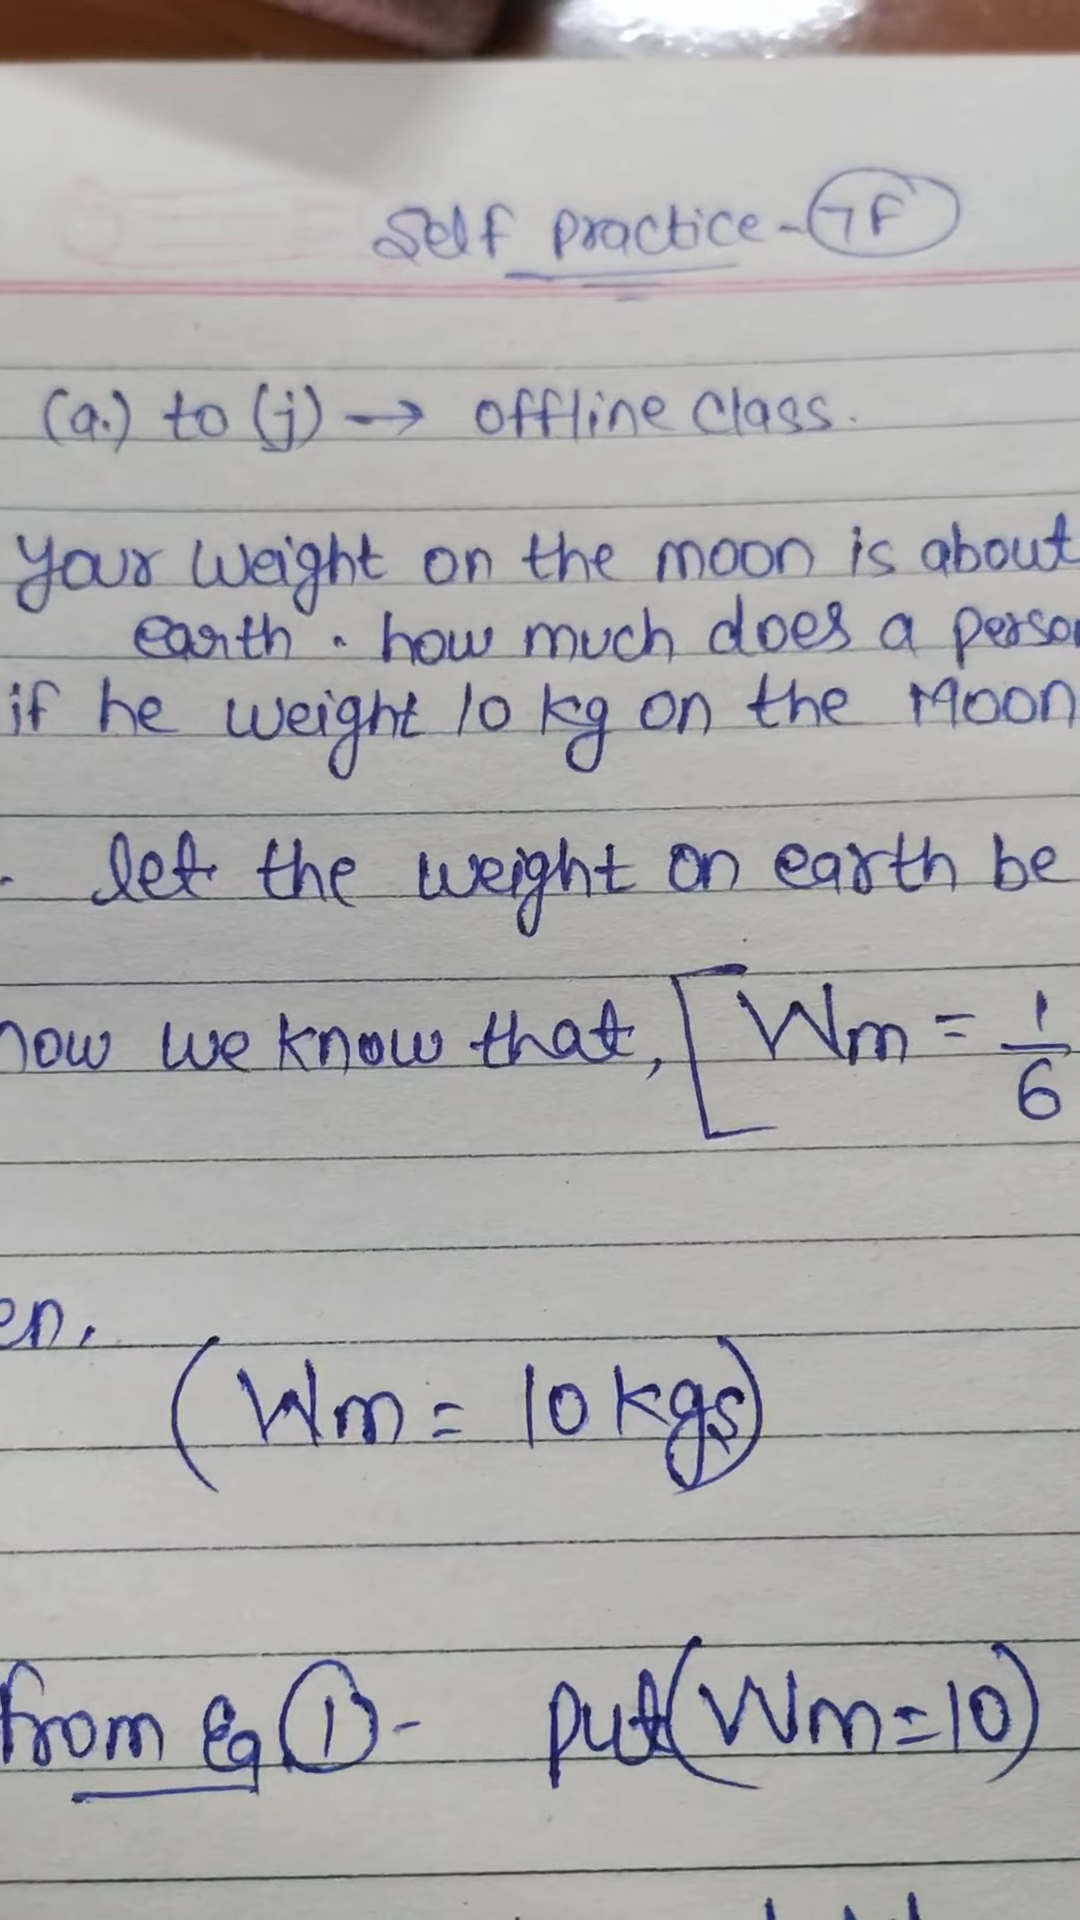 Self Practice - 7F
(a.) to (j) → offline class.
your weight on the moon is about
earth. how much does a person
if he weight 10 kg on the Moon
let the weight on earth be
now we know that, [Wm = 1/6
en,
(Wm = 10 kgs)
from Eq ① - put (Wm=10)